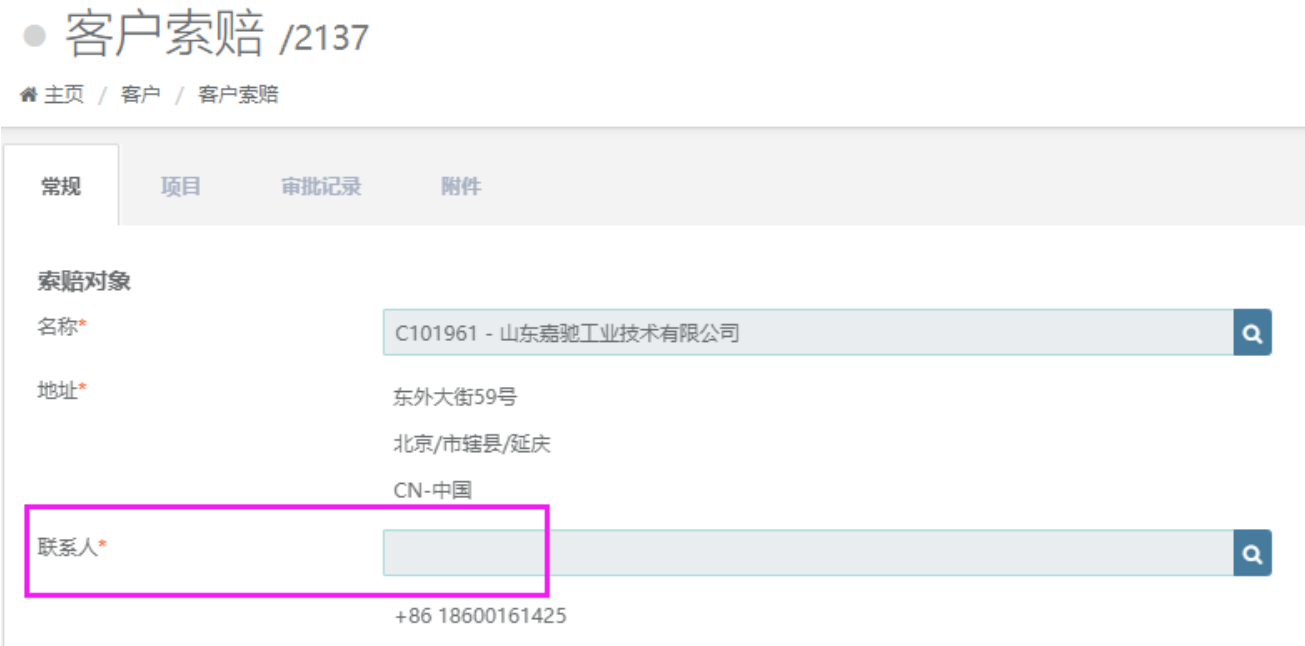 客户索赔 /2137
主页 / 客户 / 客户索赔
常规 项目 审批记录 附件
索赔对象
名称* C101961 - 山东嘉驰工业技术有限公司
地址* 东外大街59号
北京/市辖县/延庆
CN-中国
联系人*
+86 18600161425